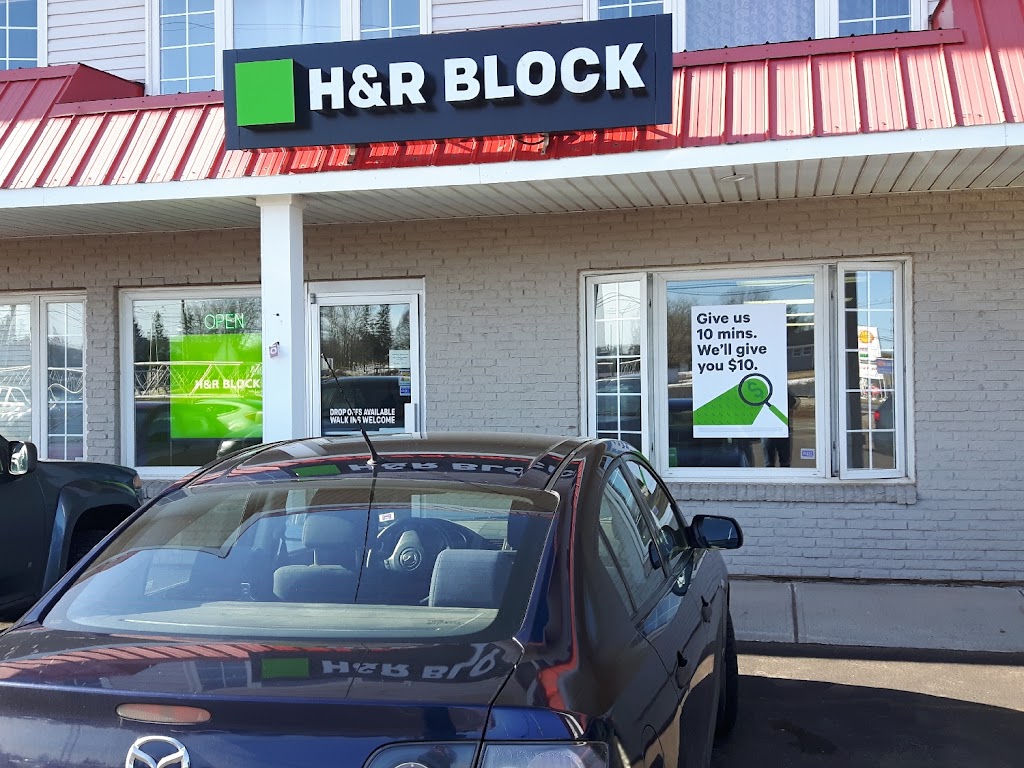 H&R BLOCK
OPEN
H&R BLOCK
DROP OFFS AVAILABLE
WALK INS WELCOME
Give us
10 mins.
We'll give
you $10.
H&R BLOCK
H&R BL